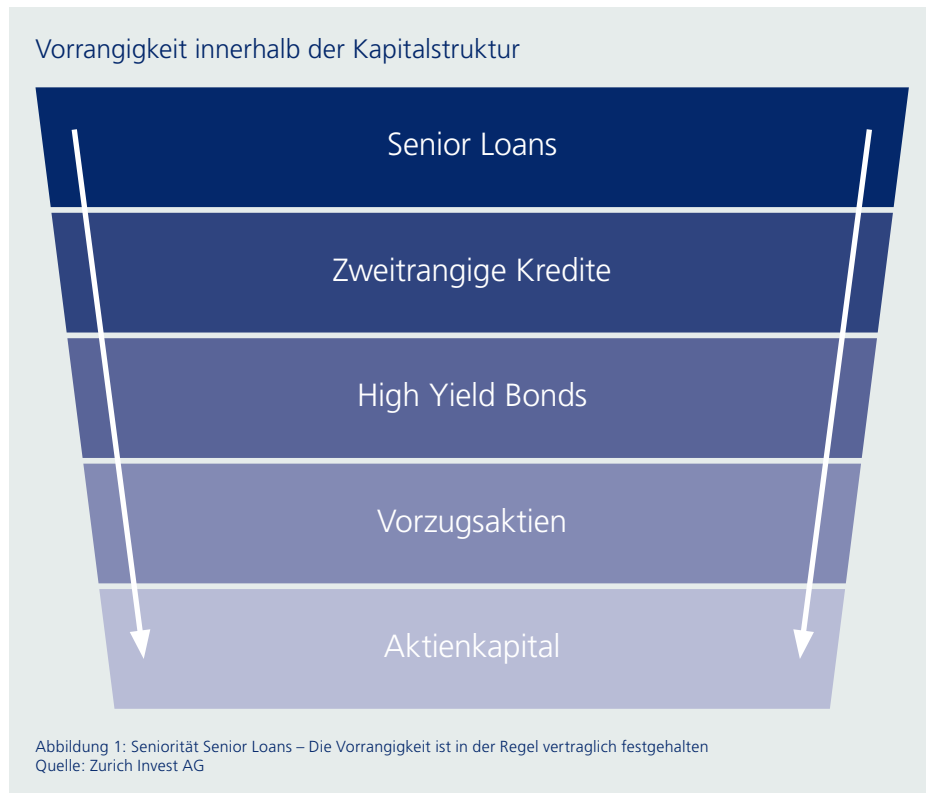 Vorrangigkeit innerhalb der Kapitalstruktur
Senior Loans
Zweitrangige Kredite
High Yield Bonds
Vorzugsaktien
Aktienkapital
Abbildung 1: Seniorität Senior Loans – Die Vorrangigkeit ist in der Regel vertraglich festgehalten
Quelle: Zurich Invest AG